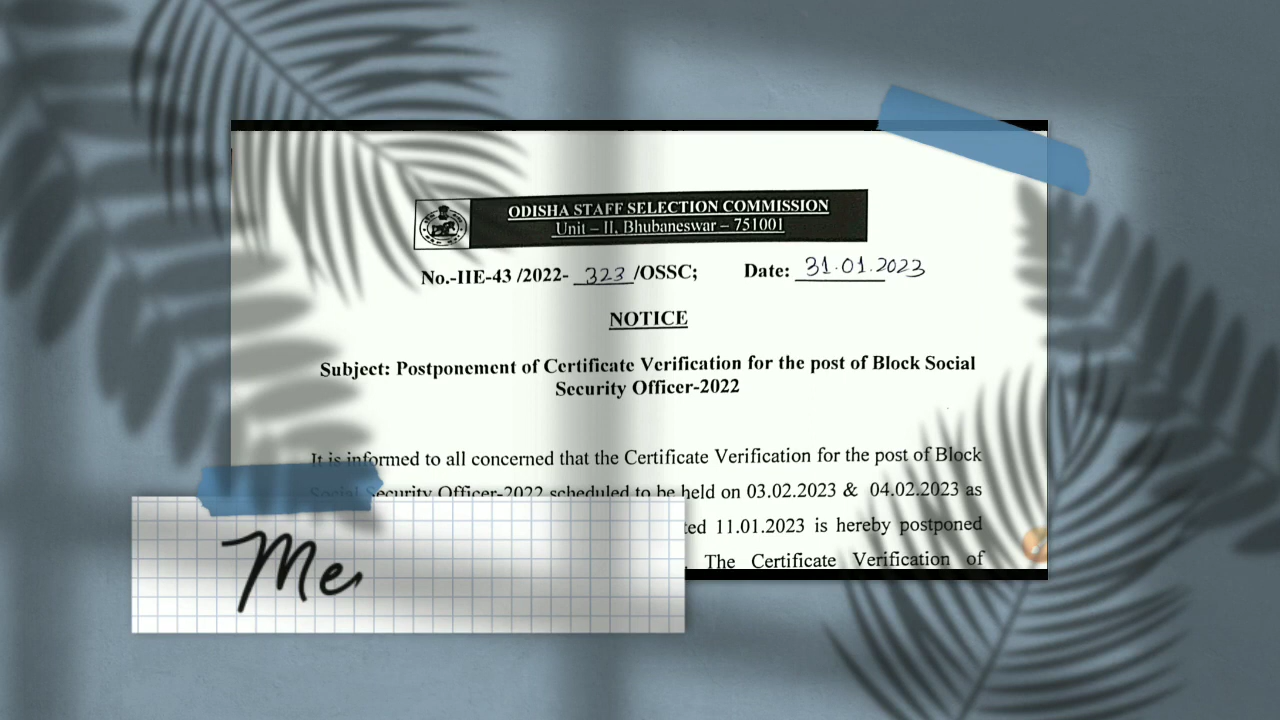 ODISHA STAFF SELECTION COMMISSION
Unit – II, Bhubaneswar – 751001
No.-IIE-43 /2022- 323 /OSSC; Date: 31.01.2023
NOTICE
Subject: Postponement of Certificate Verification for the post of Block Social
Security Officer-2022
It is informed to all concerned that the Certificate Verification for the post of Block
Social Security Officer-2022 scheduled to be held on 03.02.2023 & 04.02.2023 as
11.01.2023 is hereby postponed
The Certificate Verification of
Me